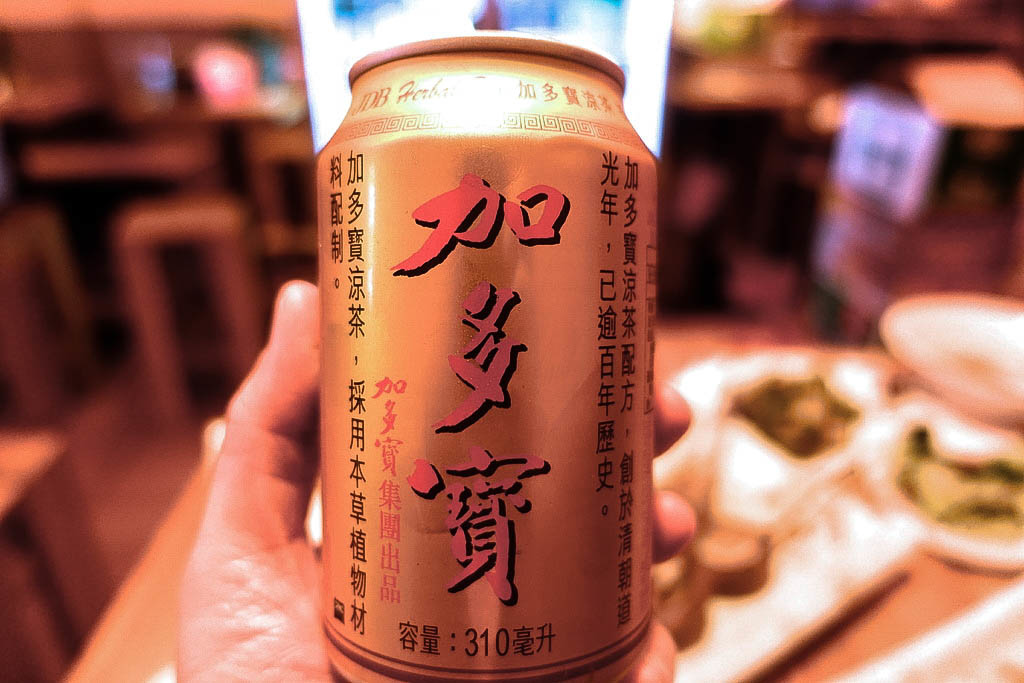 JDB Herbal
加多寶涼茶
加多寶涼茶配方，創於清朝道
光年，已逾百年歷史。
加多寶
加多寶集團出品
加多寶涼茶，採用本草植物材
料配制。
容量：310毫升